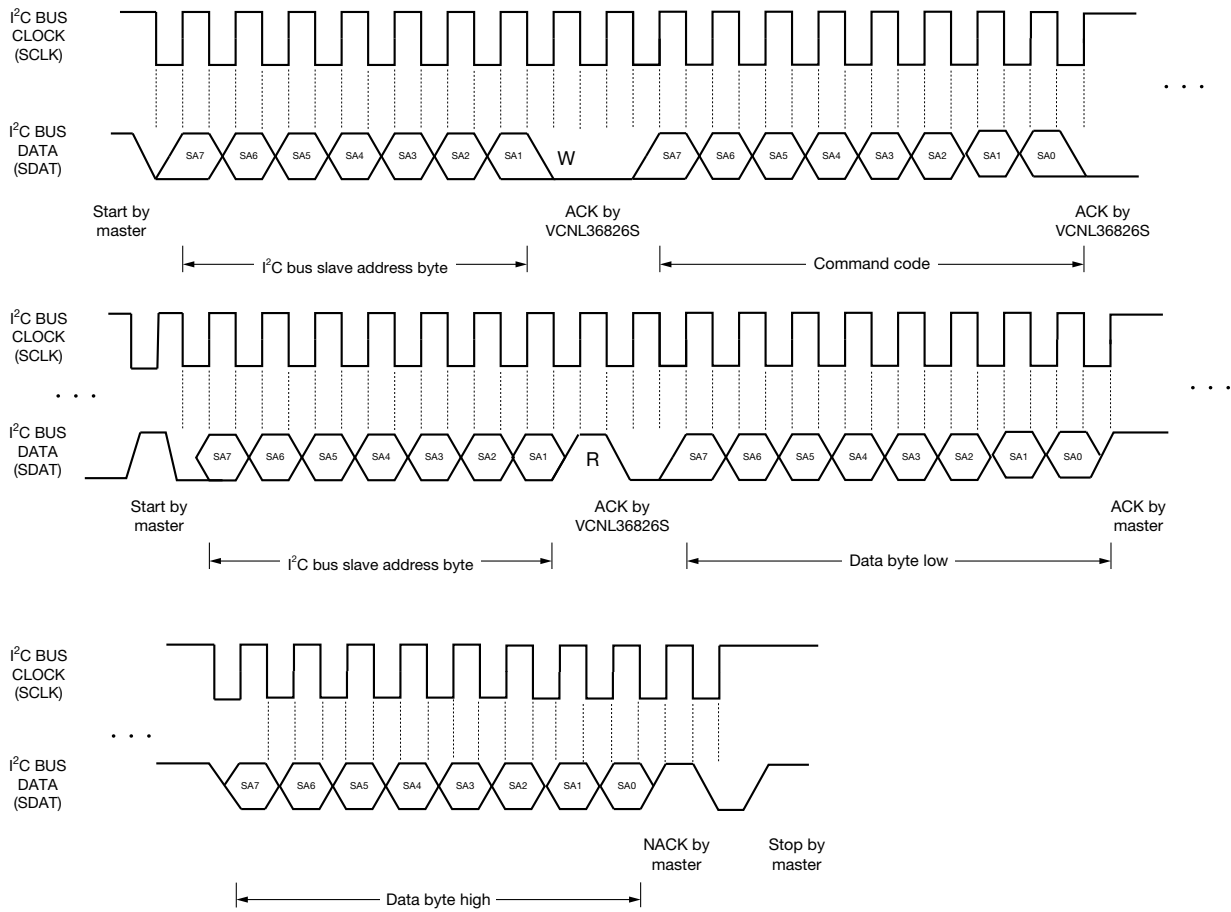 I²C BUS
CLOCK
(SCLK)
. . .
I²C BUS
DATA
(SDAT)
SA7 SA6 SA5 SA4 SA3 SA2 SA1 W SA7 SA6 SA5 SA4 SA3 SA2 SA1 SA0
Start by
master
ACK by
VCNL36826S
ACK by
VCNL36826S
I²C bus slave address byte
Command code
I²C BUS
CLOCK
(SCLK)
. . .
. . .
I²C BUS
DATA
(SDAT)
SA7 SA6 SA5 SA4 SA3 SA2 SA1 R SA7 SA6 SA5 SA4 SA3 SA2 SA1 SA0
Start by
master
ACK by
VCNL36826S
ACK by
master
I²C bus slave address byte
Data byte low
I²C BUS
CLOCK
(SCLK)
. . .
I²C BUS
DATA
(SDAT)
SA7 SA6 SA5 SA4 SA3 SA2 SA1 SA0
NACK by
master
Stop by
master
Data byte high